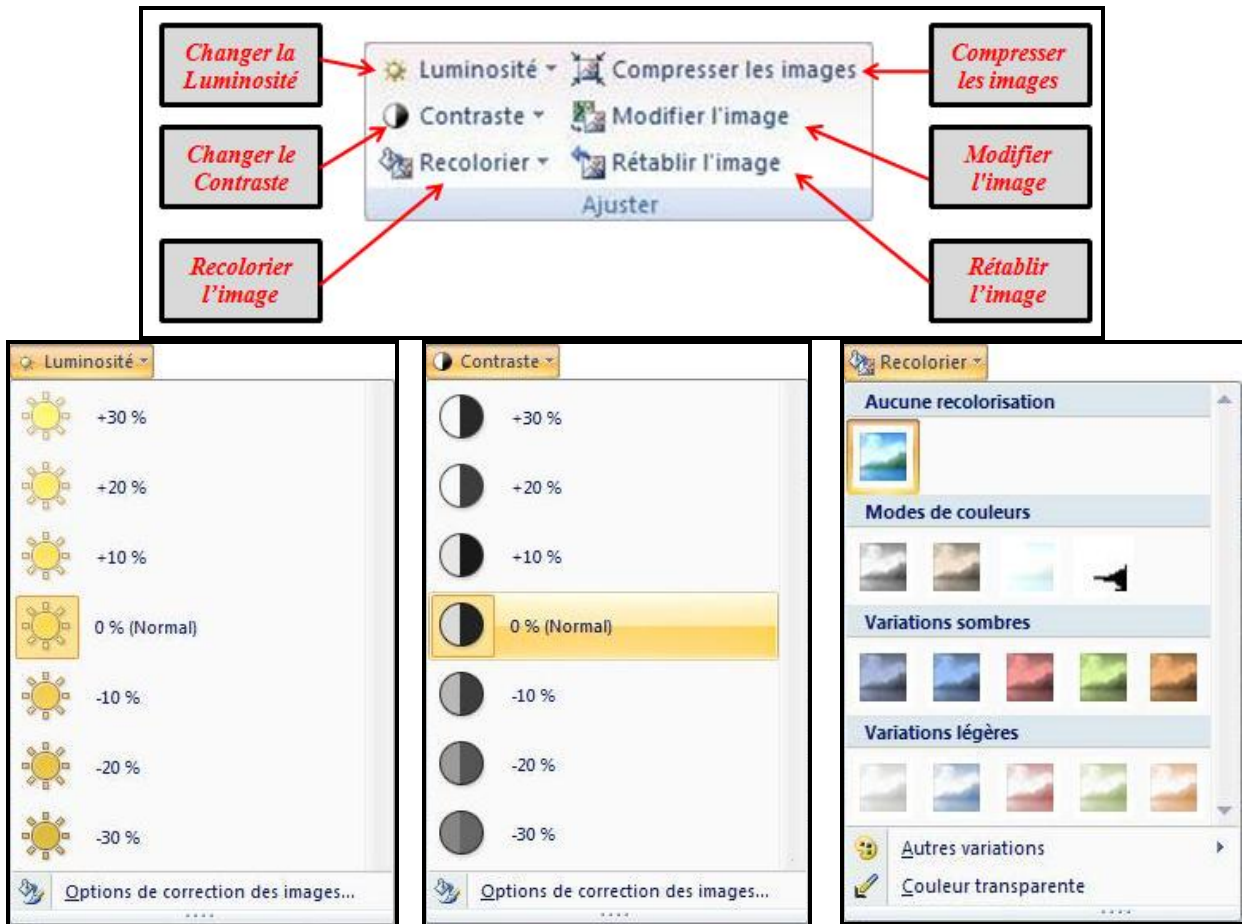 Changer la
Luminosité
Changer le
Contraste
Recolorier
l’image
Luminosité
Compresser les images
Contraste
Modifier l'image
Recolorier
Rétablir l'image
Ajuster
Compresser
les images
Modifier
l'image
Rétablir
l’image
Luminosité
+30 %
+20 %
+10 %
0 % (Normal)
-10 %
-20 %
-30 %
Options de correction des images...
Contraste
+30 %
+20 %
+10 %
0 % (Normal)
-10 %
-20 %
-30 %
Options de correction des images...
Recolorier
Aucune recolorisation
Modes de couleurs
Variations sombres
Variations légères
Autres variations
Couleur transparente